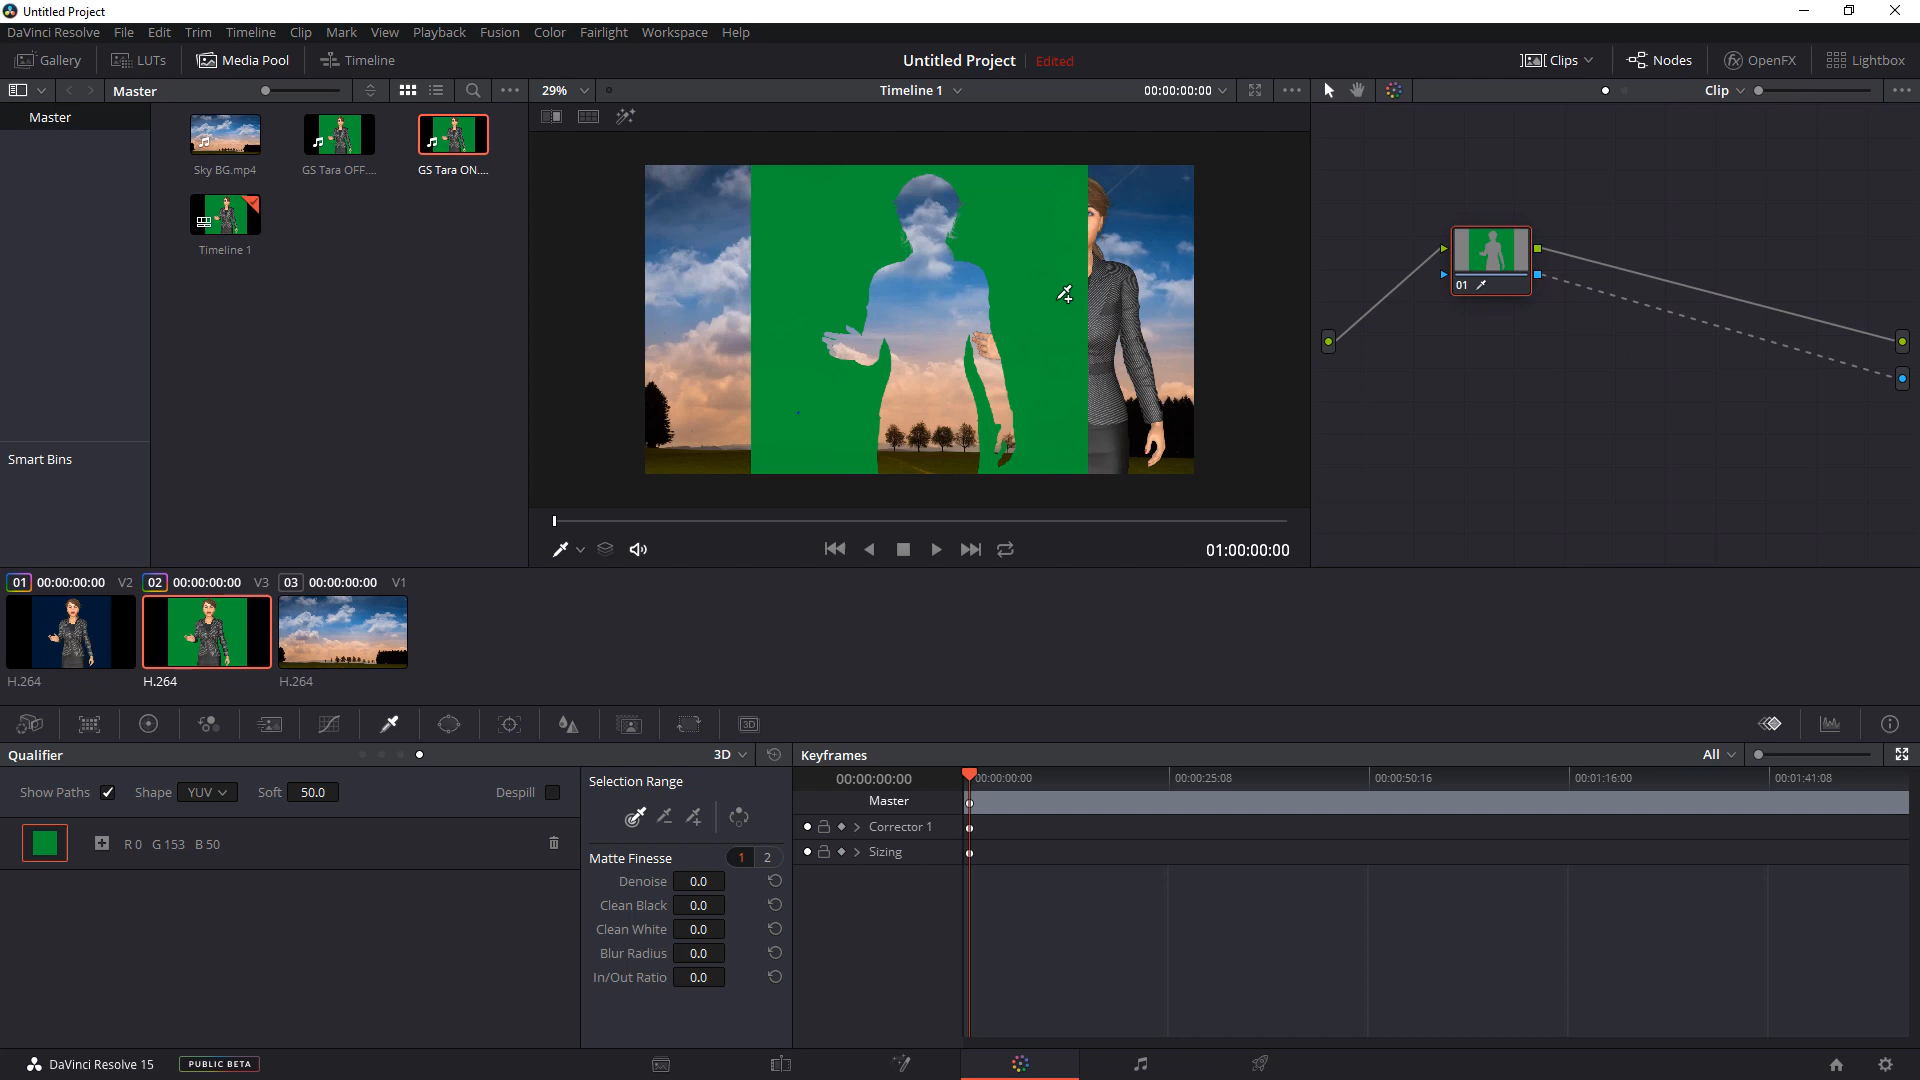 Untitled Project
DaVinci Resolve File Edit Trim Timeline Clip Mark View Playback Fusion Color Fairlight Workspace Help
Gallery LUTs Media Pool Timeline Untitled Project Edited Clips Nodes OpenFX Lightbox
Master 29% Timeline 1 00:00:00:00 Clip
Master
Sky BG.mp4 GS Tara OFF.... GS Tara ON....
Timeline 1
01
Smart Bins
01:00:00:00
01 00:00:00:00 V2 02 00:00:00:00 V3 03 00:00:00:00 V1
H.264 H.264 H.264
3D
Qualifier 3D Keyframes All
Show Paths Shape YUV Soft 50.0 Despill
Selection Range
00:00:00:00 00:00:00:00 00:00:25:08 00:00:50:16 00:01:16:00 00:01:41:08
Master
Corrector 1
Sizing
R 0 G 153 B 50
Matte Finesse 1 2
Denoise 0.0
Clean Black 0.0
Clean White 0.0
Blur Radius 0.0
In/Out Ratio 0.0
DaVinci Resolve 15 PUBLIC BETA